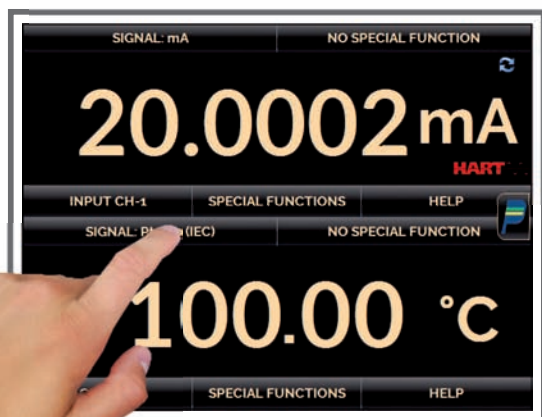 SIGNAL: mA NO SPECIAL FUNCTION
20.0002 mA
HART
INPUT CH-1 SPECIAL FUNCTIONS HELP
SIGNAL: (IEC) NO SPECIAL FUNCTION
100.00 °C
SPECIAL FUNCTIONS HELP